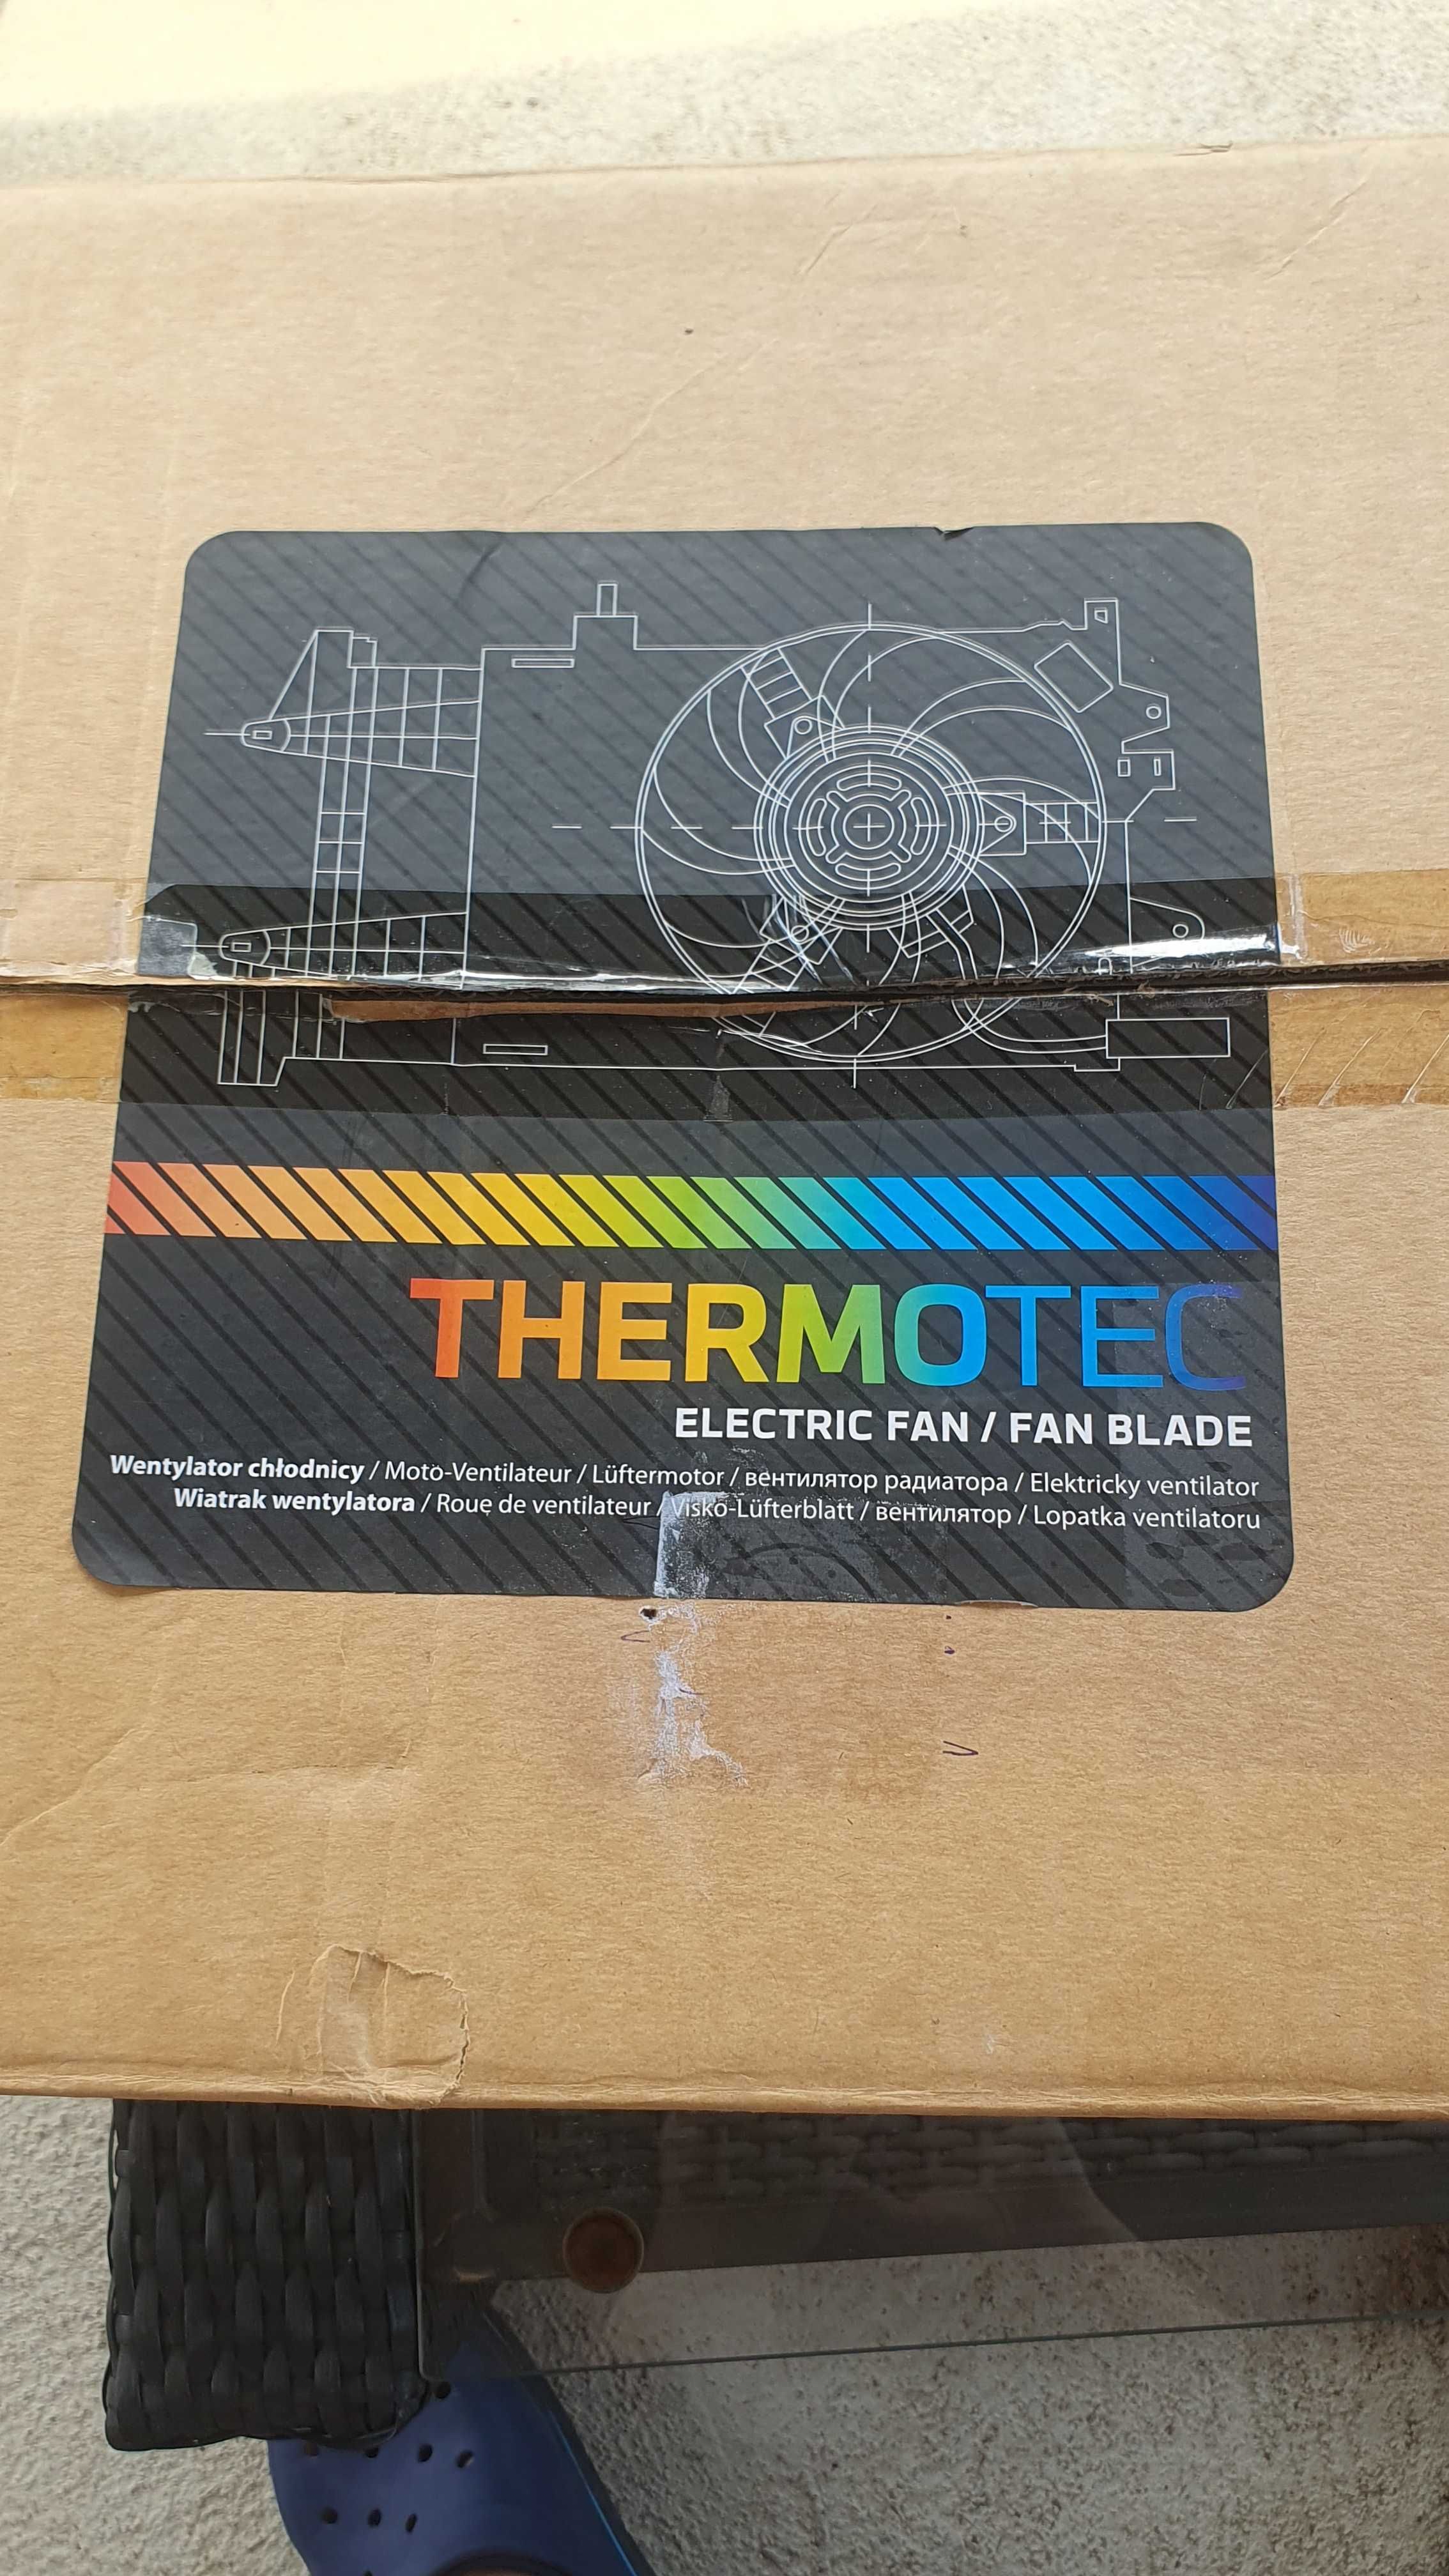 THERMOTEC
ELECTRIC FAN / FAN BLADE
Wentylator chłodnicy / Moto-Ventilateur / Lüftermotor / вентилятор радиатора / Elektricky ventilator
Wiatrak wentylatora / Roue de ventilateur / Visko-Lüfterblatt / вентилятор / Lopatka ventilatoru